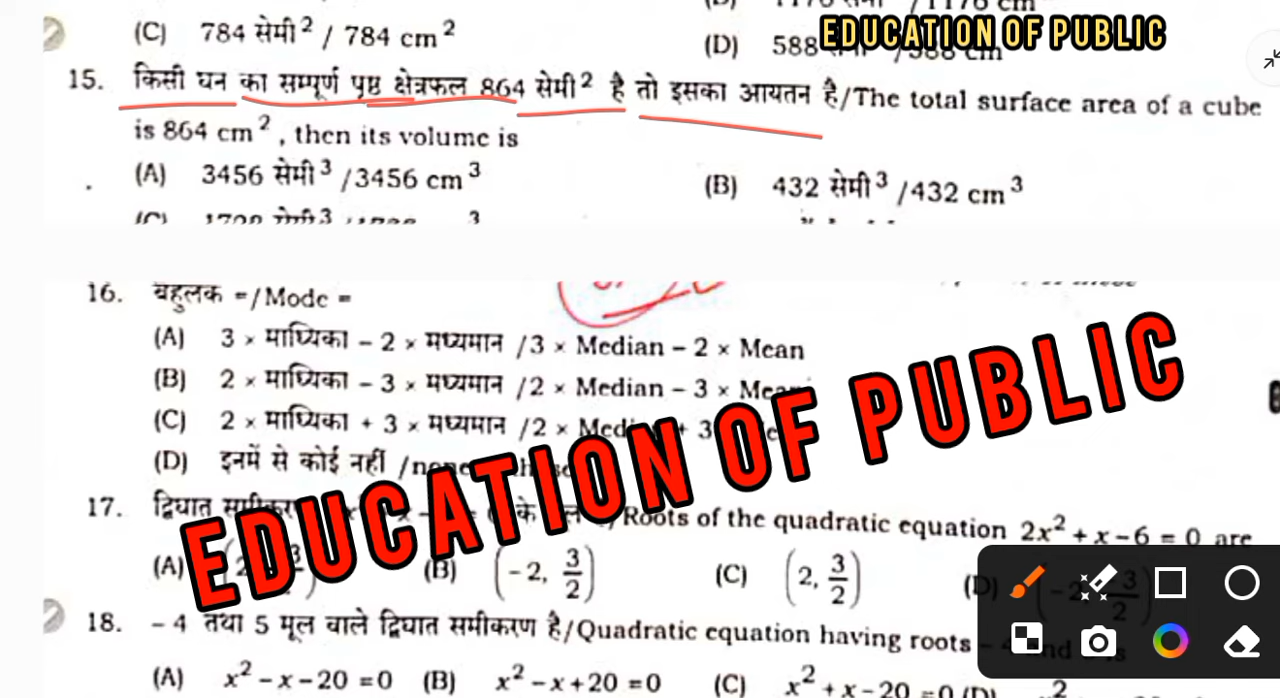 (C) 784 सेमी² / 784 cm²
(D) 588
EDUCATION OF PUBLIC
15. किसी घन का सम्पूर्ण पृष्ठ क्षेत्रफल 864 सेमी² है तो इसका आयतन है/The total surface area of a cube
is 864 cm², then its volume is
(A) 3456 सेमी³ /3456 cm³
(B) 432 सेमी³ /432 cm³
16. बहुलक =/Mode =
(A) 3 × माध्यिका – 2 × मध्यमान /3 × Median – 2 × Mean
(B) 2 × माध्यिका – 3 × मध्यमान /2 × Median – 3 ×
(C) 2 × माध्यिका + 3 × मध्यमान /2 ×
(D) इनमें से कोई नहीं
EDUCATION OF PUBLIC
17. द्विघात /Roots of the quadratic equation 2x² + x – 6 = 0 are
(A) (B) (–2, 3/2) (C) (2, 3/2) (D)
18. – 4 तथा 5 मूल वाले द्विघात समीकरण है/Quadratic equation having roots
(A) x² – x – 20 = 0 (B) x² – x + 20 = 0 (C) x² + x – 20 = 0 (D)